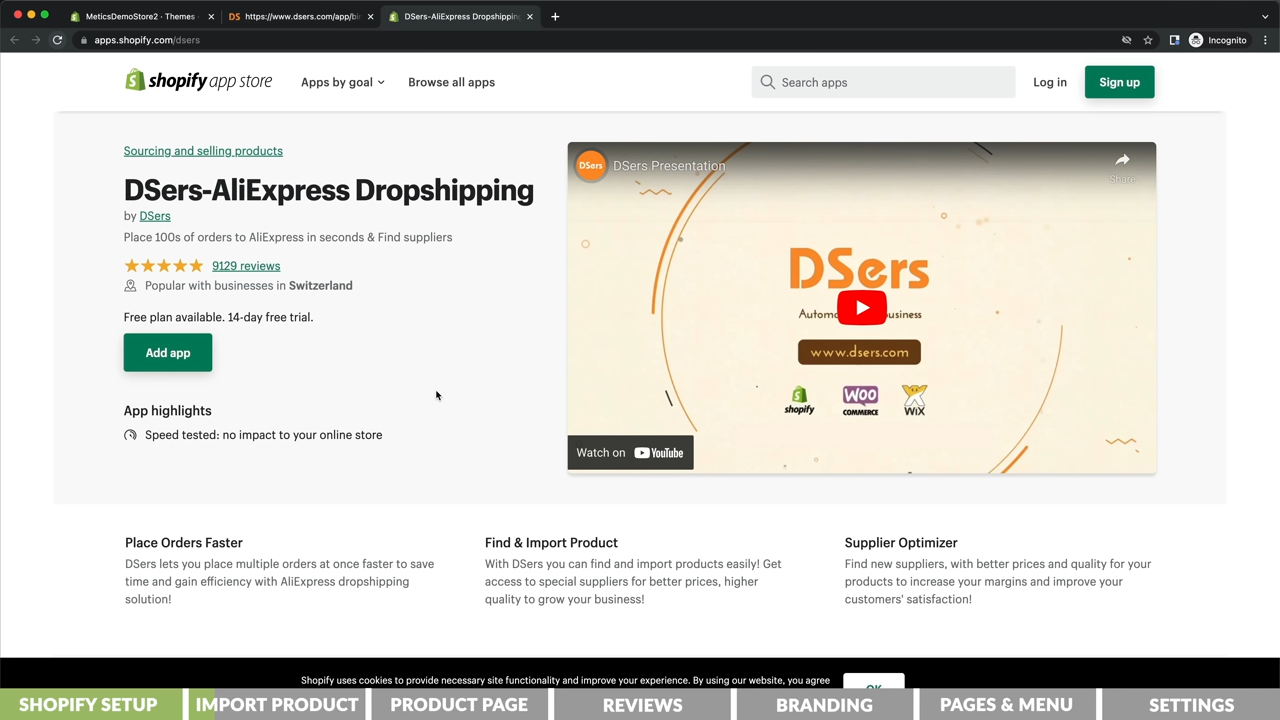 MeticsDemoStore2 · Themes ·
DS https://www.dsers.com/app/bin
DSers-AliExpress Dropshipping
apps.shopify.com/dsers
Incognito
shopify app store
Apps by goal
Browse all apps
Search apps
Log in
Sign up
Sourcing and selling products
DSers-AliExpress Dropshipping
by DSers
Place 100s of orders to AliExpress in seconds & Find suppliers
9129 reviews
Popular with businesses in Switzerland
Free plan available. 14-day free trial.
Add app
App highlights
Speed tested: no impact to your online store
DSers
DSers Presentation
Share
DSers
www.dsers.com
shopify
WOO
COMMERCE
WiX
Watch on YouTube
Place Orders Faster
DSers lets you place multiple orders at once faster to save
time and gain efficiency with AliExpress dropshipping
solution!
Find & Import Product
With DSers you can find and import products easily! Get
access to special suppliers for better prices, higher
quality to grow your business!
Supplier Optimizer
Find new suppliers, with better prices and quality for your
products to increase your margins and improve your
customers' satisfaction!
Shopify uses cookies to provide necessary site functionality and improve your experience. By using our website, you agree
OK
SHOPIFY SETUP
IMPORT PRODUCT
PRODUCT PAGE
REVIEWS
BRANDING
PAGES & MENU
SETTINGS